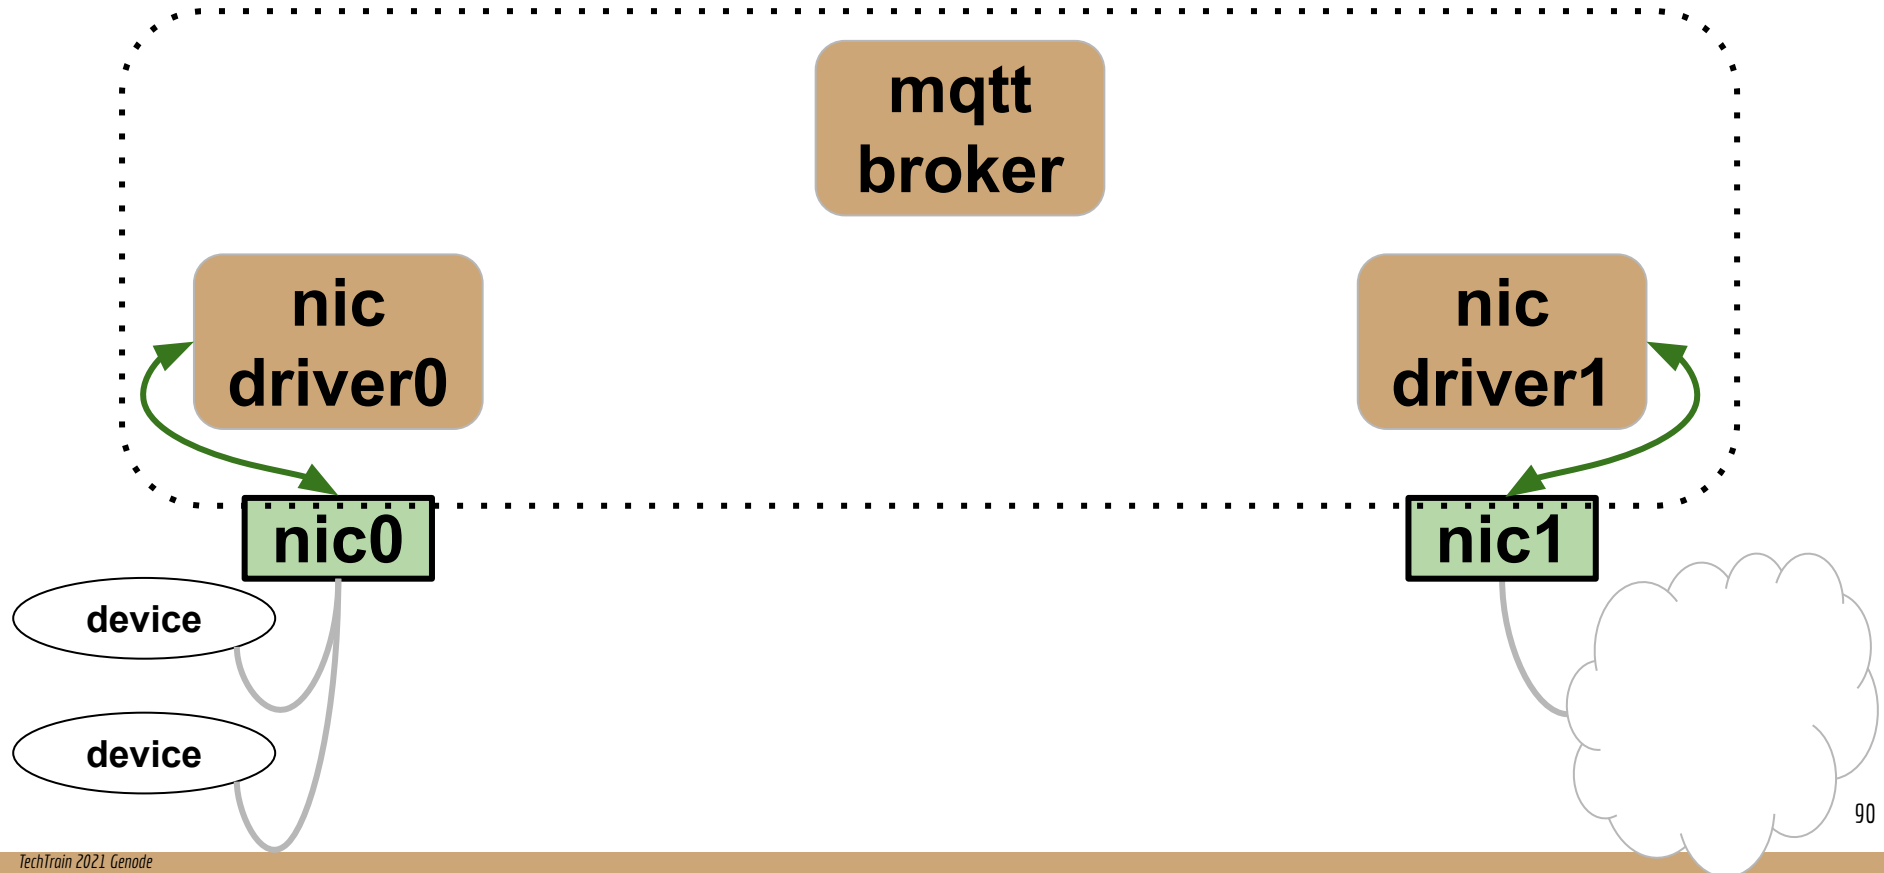 mqtt
broker
nic
driver0
nic
driver1
nic0
nic1
device
device
90
TechTrain 2021 Genode